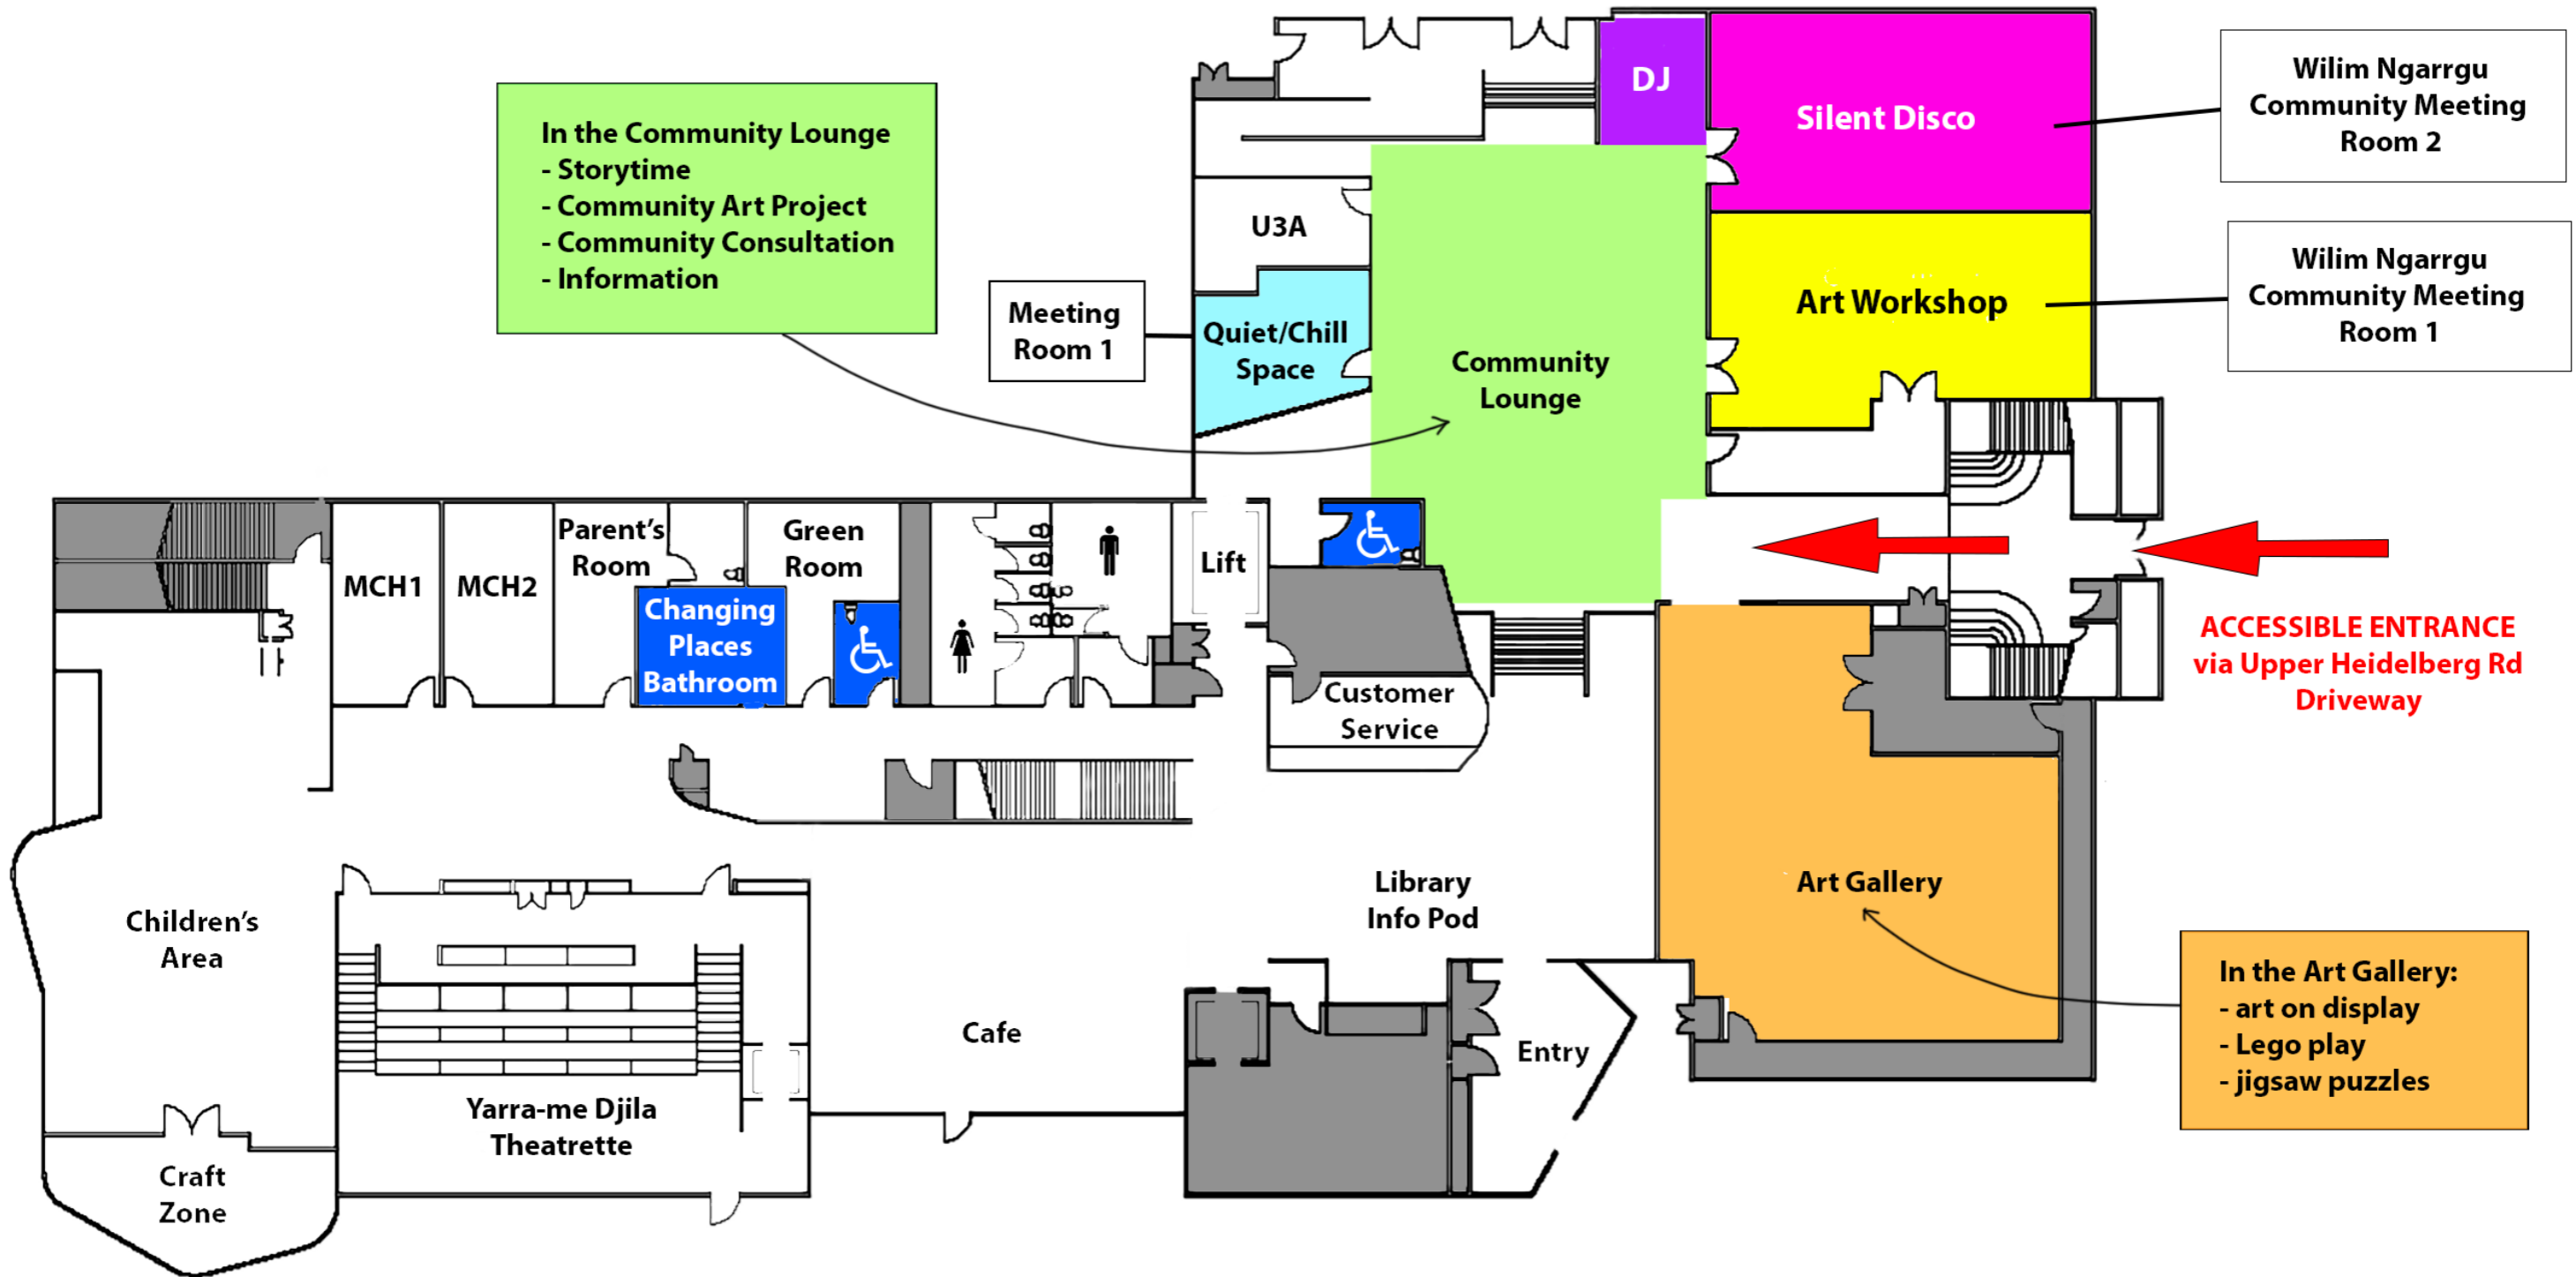 DJ
Silent Disco
Wilim Ngarrgu
Community Meeting
Room 2
In the Community Lounge
- Storytime
- Community Art Project
- Community Consultation
- Information
U3A
Wilim Ngarrgu
Community Meeting
Room 1
Meeting
Room 1
Quiet/Chill
Space
Art Workshop
Community
Lounge
Parent's
Room
Green
Room
MCH1
MCH2
Lift
Changing
Places
Bathroom
ACCESSIBLE ENTRANCE
via Upper Heidelberg Rd
Driveway
Customer
Service
Children's
Area
Library
Info Pod
Art Gallery
In the Art Gallery:
- art on display
- Lego play
- jigsaw puzzles
Cafe
Entry
Yarra-me Djila
Theatrette
Craft
Zone